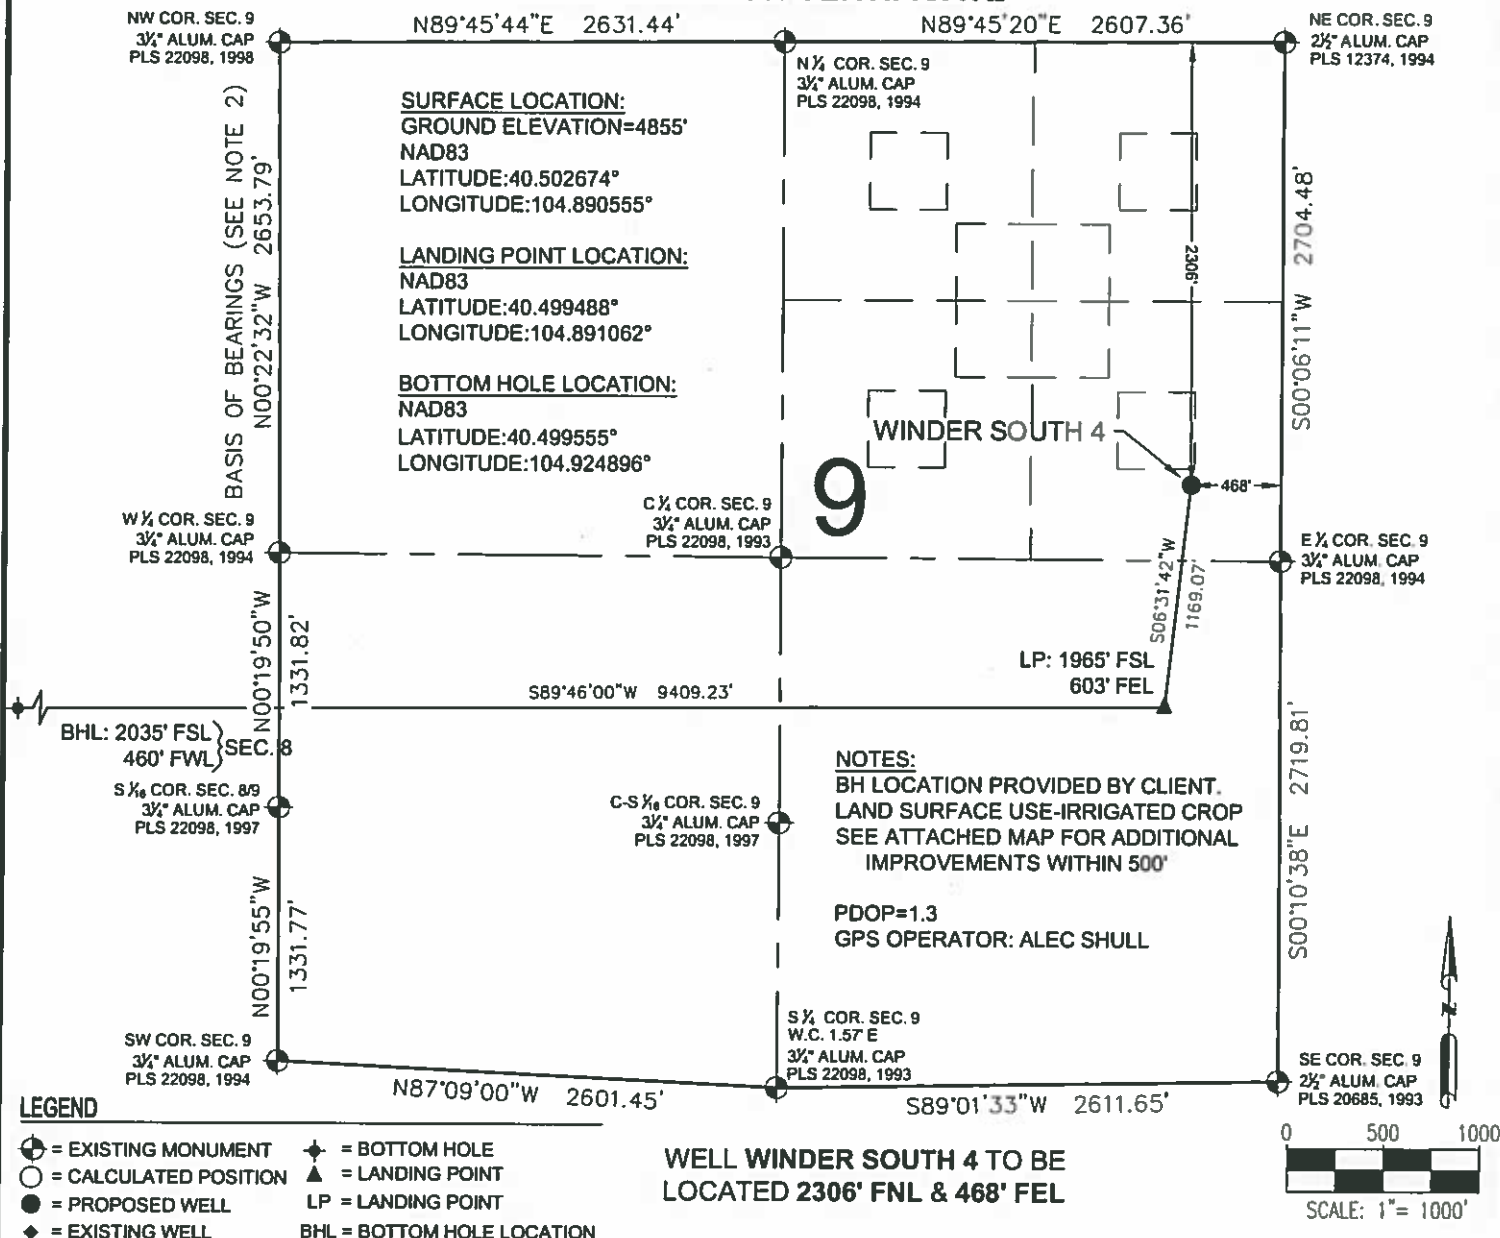 NW COR. SEC. 9
3¼" ALUM. CAP
PLS 22098, 1998
N89°45'44"E 2631.44'
N89°45'20"E 2607.36'
NE COR. SEC. 9
2½" ALUM. CAP
PLS 12374, 1994
N ¼ COR. SEC. 9
3¼" ALUM. CAP
PLS 22098, 1994
BASIS OF BEARINGS (SEE NOTE 2)
N00°22'32"W 2653.79'
SURFACE LOCATION:
GROUND ELEVATION=4855'
NAD83
LATITUDE:40.502674°
LONGITUDE:104.890555°
LANDING POINT LOCATION:
NAD83
LATITUDE:40.499488°
LONGITUDE:104.891062°
BOTTOM HOLE LOCATION:
NAD83
LATITUDE:40.499555°
LONGITUDE:104.924896°
2306'
S00°06'11"W 2704.48'
WINDER SOUTH 4
468'
9
W ¼ COR. SEC. 9
3¼" ALUM. CAP
PLS 22098, 1994
C ¼ COR. SEC. 9
3¼" ALUM. CAP
PLS 22098, 1993
E ¼ COR. SEC. 9
3¼" ALUM. CAP
PLS 22098, 1994
S06°31'42"W
1169.07'
N00°19'50"W
1331.82'
LP: 1965' FSL
603' FEL
S89°46'00"W 9409.23'
BHL: 2035' FSL
460' FWL
SEC. 8
S 1/16 COR. SEC. 8/9
3¼" ALUM. CAP
PLS 22098, 1997
C-S 1/16 COR. SEC. 9
3¼" ALUM. CAP
PLS 22098, 1997
NOTES:
BH LOCATION PROVIDED BY CLIENT.
LAND SURFACE USE-IRRIGATED CROP
SEE ATTACHED MAP FOR ADDITIONAL
IMPROVEMENTS WITHIN 500'
PDOP=1.3
GPS OPERATOR: ALEC SHULL
S00°10'38"E 2719.81'
N00°19'55"W
1331.77'
SW COR. SEC. 9
3¼" ALUM. CAP
PLS 22098, 1994
N87°09'00"W 2601.45'
S ¼ COR. SEC. 9
W.C. 1.57' E
3¼" ALUM. CAP
PLS 22098, 1993
S89°01'33"W 2611.65'
SE COR. SEC. 9
2½" ALUM. CAP
PLS 20685, 1993
N
LEGEND
= EXISTING MONUMENT
= CALCULATED POSITION
= PROPOSED WELL
= EXISTING WELL
= BOTTOM HOLE
= LANDING POINT
LP = LANDING POINT
BHL = BOTTOM HOLE LOCATION
WELL WINDER SOUTH 4 TO BE
LOCATED 2306' FNL & 468' FEL
0 500 1000
SCALE: 1"= 1000'